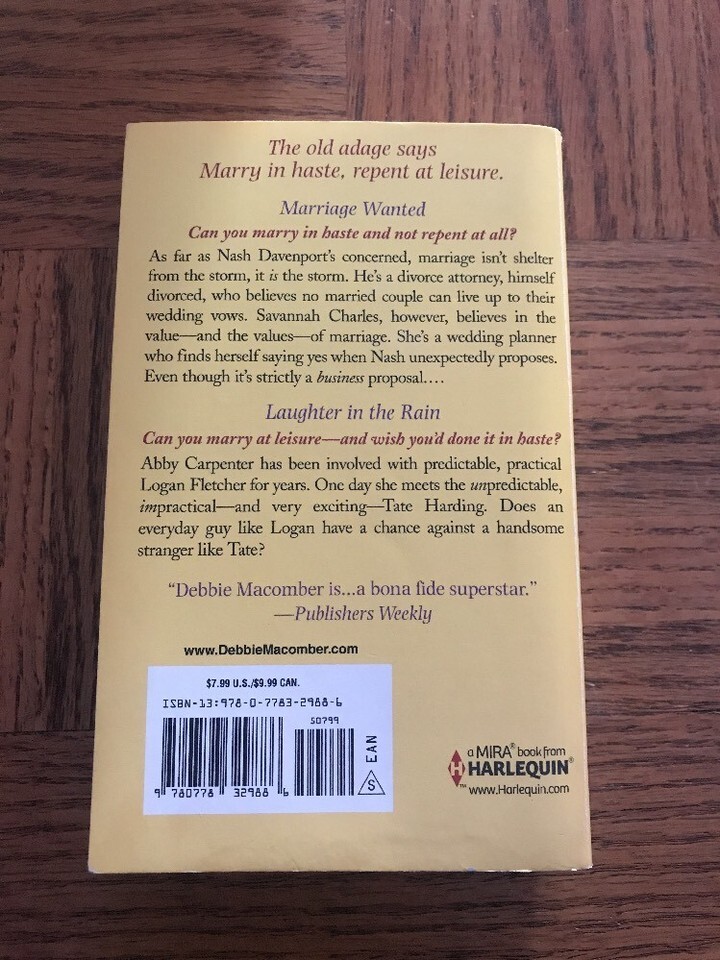 The old adage says
Marry in haste, repent at leisure.
Marriage Wanted
Can you marry in haste and not repent at all?
As far as Nash Davenport's concerned, marriage isn't shelter
from the storm, it is the storm. He's a divorce attorney, himself
divorced, who believes no married couple can live up to their
wedding vows. Savannah Charles, however, believes in the
value—and the values—of marriage. She's a wedding planner
who finds herself saying yes when Nash unexpectedly proposes.
Even though it's strictly a business proposal....
Laughter in the Rain
Can you marry at leisure—and wish you'd done it in haste?
Abby Carpenter has been involved with predictable, practical
Logan Fletcher for years. One day she meets the unpredictable,
impractical—and very exciting—Tate Harding. Does an
everyday guy like Logan have a chance against a handsome
stranger like Tate?
"Debbie Macomber is...a bona fide superstar."
—Publishers Weekly
www.DebbieMacomber.com
$7.99 U.S./$9.99 CAN.
ISBN-13:978-0-7783-2988-6
50799
EAN
9 780778 32988 6
S
a MIRA® book from
H HARLEQUIN®
™ www.Harlequin.com